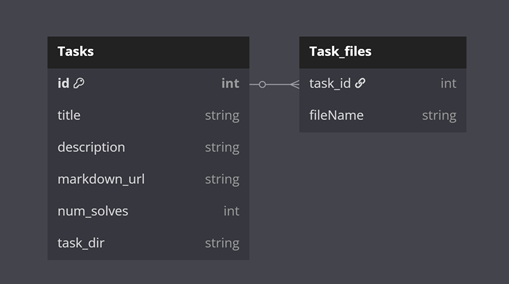 Tasks
id int
title string
description string
markdown_url string
num_solves int
task_dir string
Task_files
task_id int
fileName string